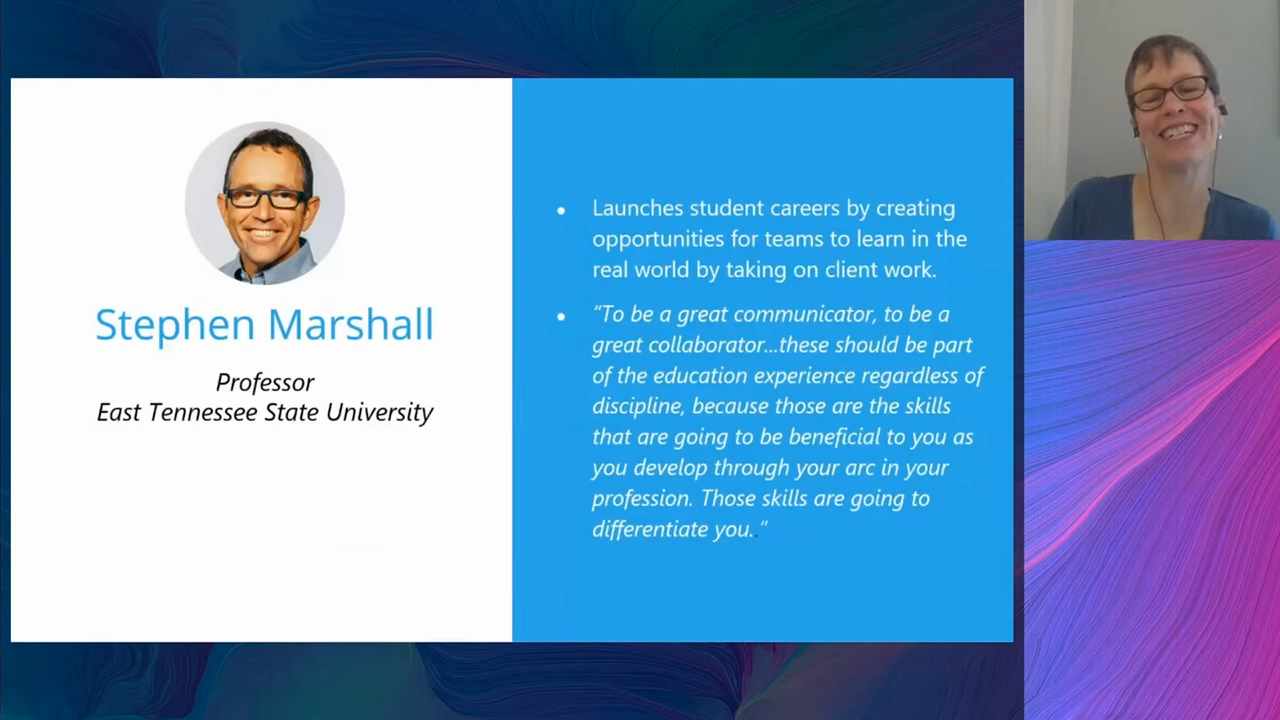 Stephen Marshall
Professor
East Tennessee State University
• Launches student careers by creating
opportunities for teams to learn in the
real world by taking on client work.
• “To be a great communicator, to be a
great collaborator...these should be part
of the education experience regardless of
discipline, because those are the skills
that are going to be beneficial to you as
you develop through your arc in your
profession. Those skills are going to
differentiate you..”